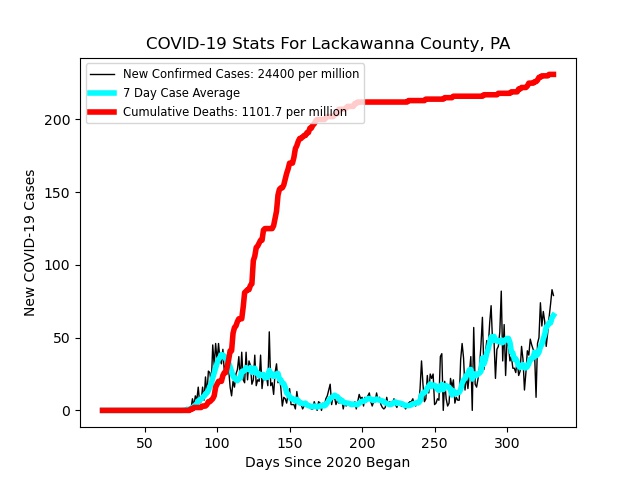 COVID-19 Stats For Lackawanna County, PA
New Confirmed Cases: 24400 per million
7 Day Case Average
Cumulative Deaths: 1101.7 per million
New COVID-19 Cases
200
150
100
50
0
50 100 150 200 250 300
Days Since 2020 Began